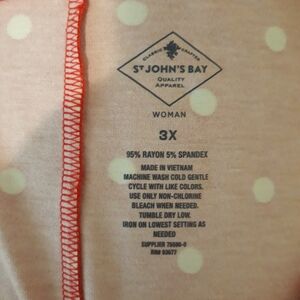 CLASSIC CRAFTED
ST JOHN'S BAY
QUALITY
APPAREL
WOMAN
3X
95% RAYON 5% SPANDEX
MADE IN VIETNAM
MACHINE WASH COLD GENTLE
CYCLE WITH LIKE COLORS.
USE ONLY NON-CHLORINE
BLEACH WHEN NEEDED.
TUMBLE DRY LOW.
IRON ON LOWEST SETTING AS
NEEDED
SUPPLIER
RN#